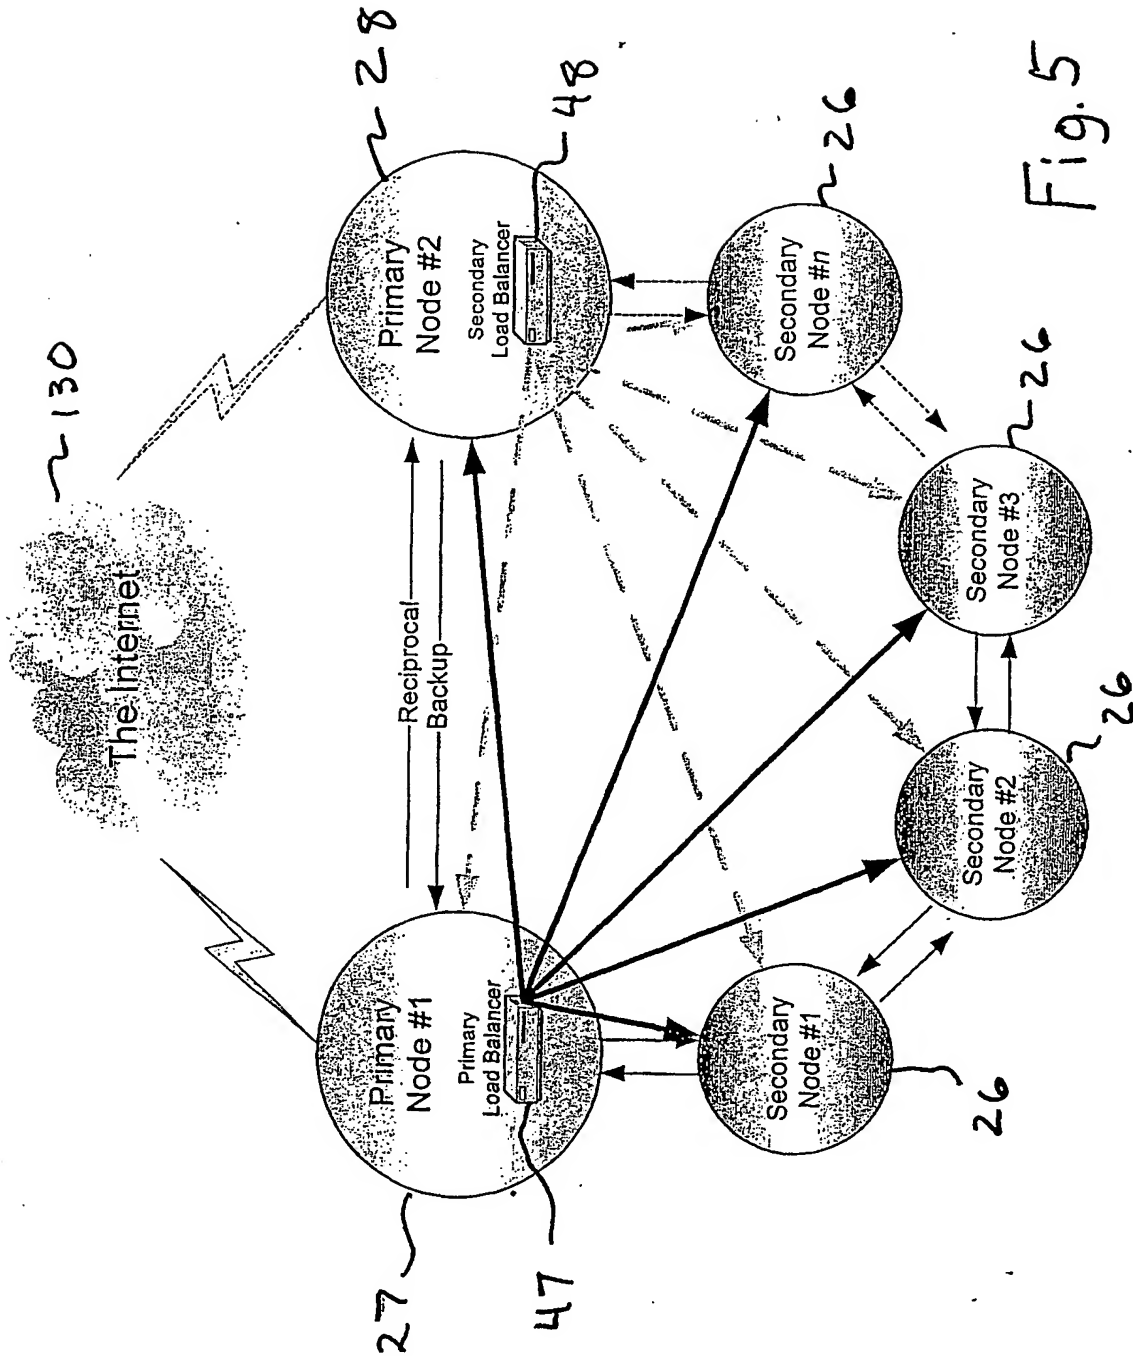 130
The Internet
27
28
Primary
Node #1
Primary
Load Balancer
47
Reciprocal
Backup
Primary
Node #2
Secondary
Load Balancer
48
Secondary
Node #1
26
Secondary
Node #2
26
Secondary
Node #3
26
Secondary
Node #n
26
Fig. 5